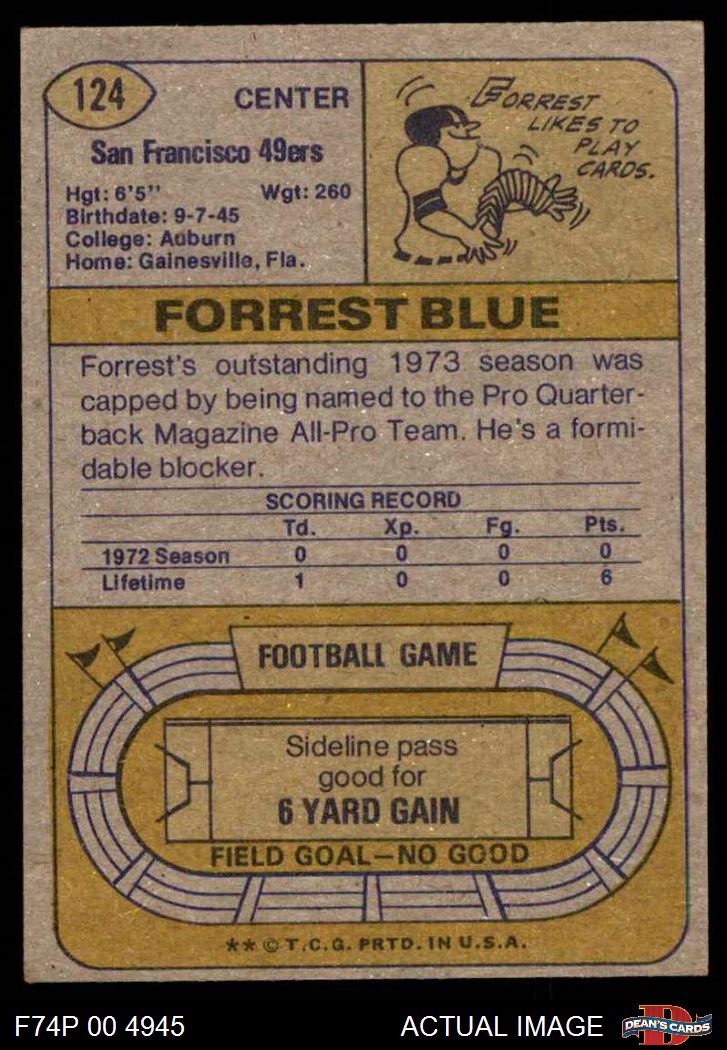 124
CENTER
San Francisco 49ers
Hgt: 6'5" Wgt: 260
Birthdate: 9-7-45
College: Auburn
Home: Gainesville, Fla.
FORREST
LIKES TO
PLAY
CARDS.
FORREST BLUE
Forrest's outstanding 1973 season was
capped by being named to the Pro Quarter-
back Magazine All-Pro Team. He's a formi-
dable blocker.
SCORING RECORD
Td. Xp. Fg. Pts.
1972 Season 0 0 0 0
Lifetime 1 0 0 6
FOOTBALL GAME
Sideline pass
good for
6 YARD GAIN
FIELD GOAL—NO GOOD
** © T.C.G. PRTD. IN U.S.A.
F74P 00 4945
ACTUAL IMAGE
D
DEAN'S CARDS